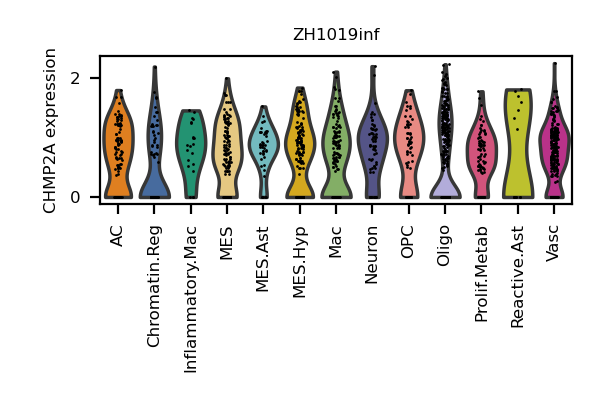 ZH1019inf
CHMP2A expression
2
0
AC
Chromatin.Reg
Inflammatory.Mac
MES
MES.Ast
MES.Hyp
Mac
Neuron
OPC
Oligo
Prolif.Metab
Reactive.Ast
Vasc